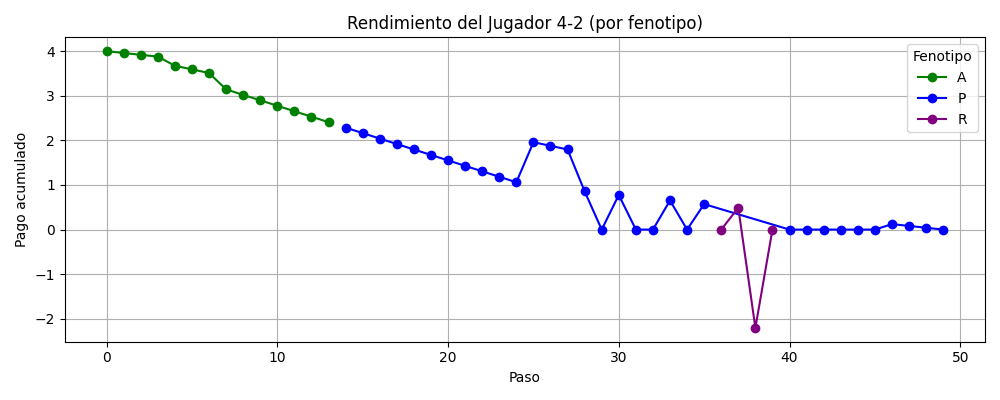 Rendimiento del Jugador 4-2 (por fenotipo)
Pago acumulado
4
3
2
1
0
−1
−2
Fenotipo
A
P
R
0 10 20 30 40 50
Paso